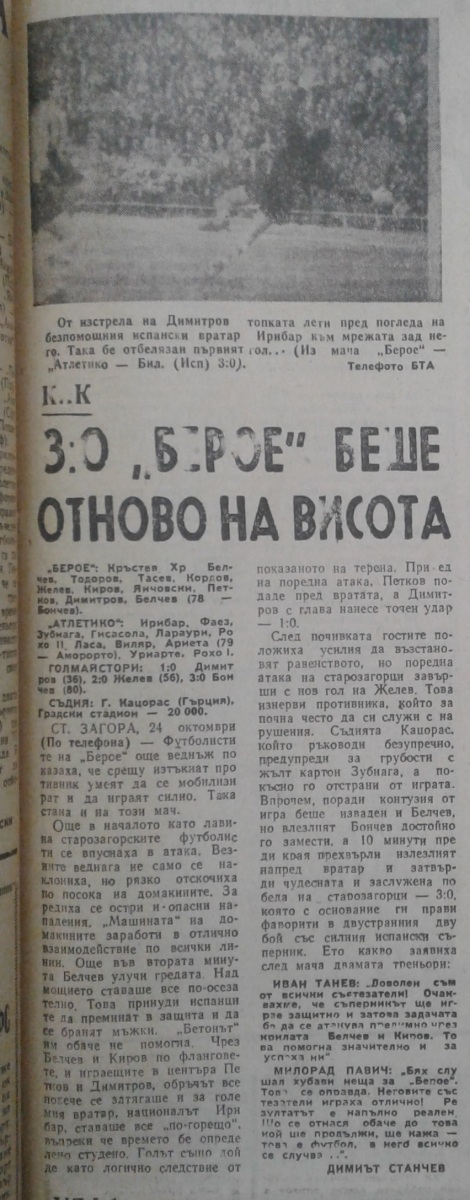 От изстрела на Димитров топката лети пред погледа на
безпомощния испански вратар Ирибар към мрежата зад не-
го. Така бе отбелязан първият гол... (Из мача „Берое“ —
„Атлетико — Бил. (Исп) 3:0).
Телефото БТА
К..К
3:0 „БЕРОЕ“ БЕШЕ
ОТНОВО НА ВИСОТА
„БЕРОЕ“: Кръстев Хр Бел-
чев, Тодоров, Тасев, Кордов,
Желев, Киров, Янчовски, Пет-
ков, Димитров, Белчев (78 —
Бончев).
„АТЛЕТИКО“: Ирибар, Фаез,
Зубиага, Гисасола, Лараури, Ро
хо II, Ласа, Виляр, Ариета (79
— Аморорто), Уриарте, Рохо I.
ГОЛМАЙСТОРИ: 1:0 Димит
ров (36), 2:0 Желев (56), 3:0 Бон
чев (80).
СЪДИЯ: Г. Кацорас (Гърция),
Градски стадион — 20 000.
СТ. ЗАГОРА, 24 октомври
(По телефона) — Футболисти
те на „Берое“ още веднъж по-
казаха, че срещу изтъкнат про
тивник умеят да се мобилизи
рат и да играят силно. Така
стана и на този мач.
Още в началото като лави-
на старозагорските футболис
ти се впуснаха в атака. Вез-
ните веднага не само се на-
клониха, но рязко отскочиха
по посока на домакините. За
редиха се остри и опасни на-
падения. „Машината“ на до-
макините заработи в отлично
взаимодействие по всички ли-
нии. Още във втората мину-
та Белчев улучи гредата. Над
мощието ставаше все по-осеза
телно. Това принуди испанци
те да преминат в защита и да
се бранят мъжки. „Бетонът“
им обаче не помогна. Чрез
Белчев и Киров по фланго-
вете, и играещите в центъра Пе
тков и Димитров, обръчът все
повече се затягаше и за голе
мия вратар, националът Ири
бар, ставаше все „по-горещо“,
въпреки че времето бе опреде
лено студено. Голът също дой
де като логично следствие от
показаното на терена. При ед
на поредна атака, Петков по
даде пред вратата, а Димит-
ров с глава нанесе точен удар
— 1:0.
След почивката гостите по-
ложиха усилия да възстано-
вят равенството, но поредна
атака на старозагорци завър-
ши с нов гол на Желев. Това
изнерви противника, който за
почна често да си служи с на
рушения. Съдията Кацорас,
който ръководи безупречно,
предупреди за грубости с
жълт картон Зубиага, а по-
късно го отстрани от играта.
Впрочем, поради контузия от
игра беше изваден и Белчев,
но влезлият Бончев достойно
го замести, а 10 минути пре
ди края прехвърли излезлият
напред вратар и затвър-
ди чудесната и заслужена по
бела на старозагорци — 3:0,
която с основание ги прави
фаворити в двустранния дву
бой със силния испански съ-
перник. Ето какво заявиха
след мача двамата треньори:
ИВАН ТАНЕВ: „Доволен съм
от всички състезатели! Очак-
вахме, че съперникът ще иг-
рае защитно и затова задачата
бе да се атакува предимно през
крилата Белчев и Киров. То
ва помогна значително и за
успеха ни“.
МИЛОРАД ПАВИЧ: „Бях слу
шал хубави неща за „Берое“.
Това се оправда. Неговите със
тезатели играха отлично! Ре
зултатът е напълно реален.
Що се отнася обаче до това
кой ще продължи, ще кажа —
това е футбол, в него всичко
се случва ..“.
ДИМИТЪР СТАНЧЕВ